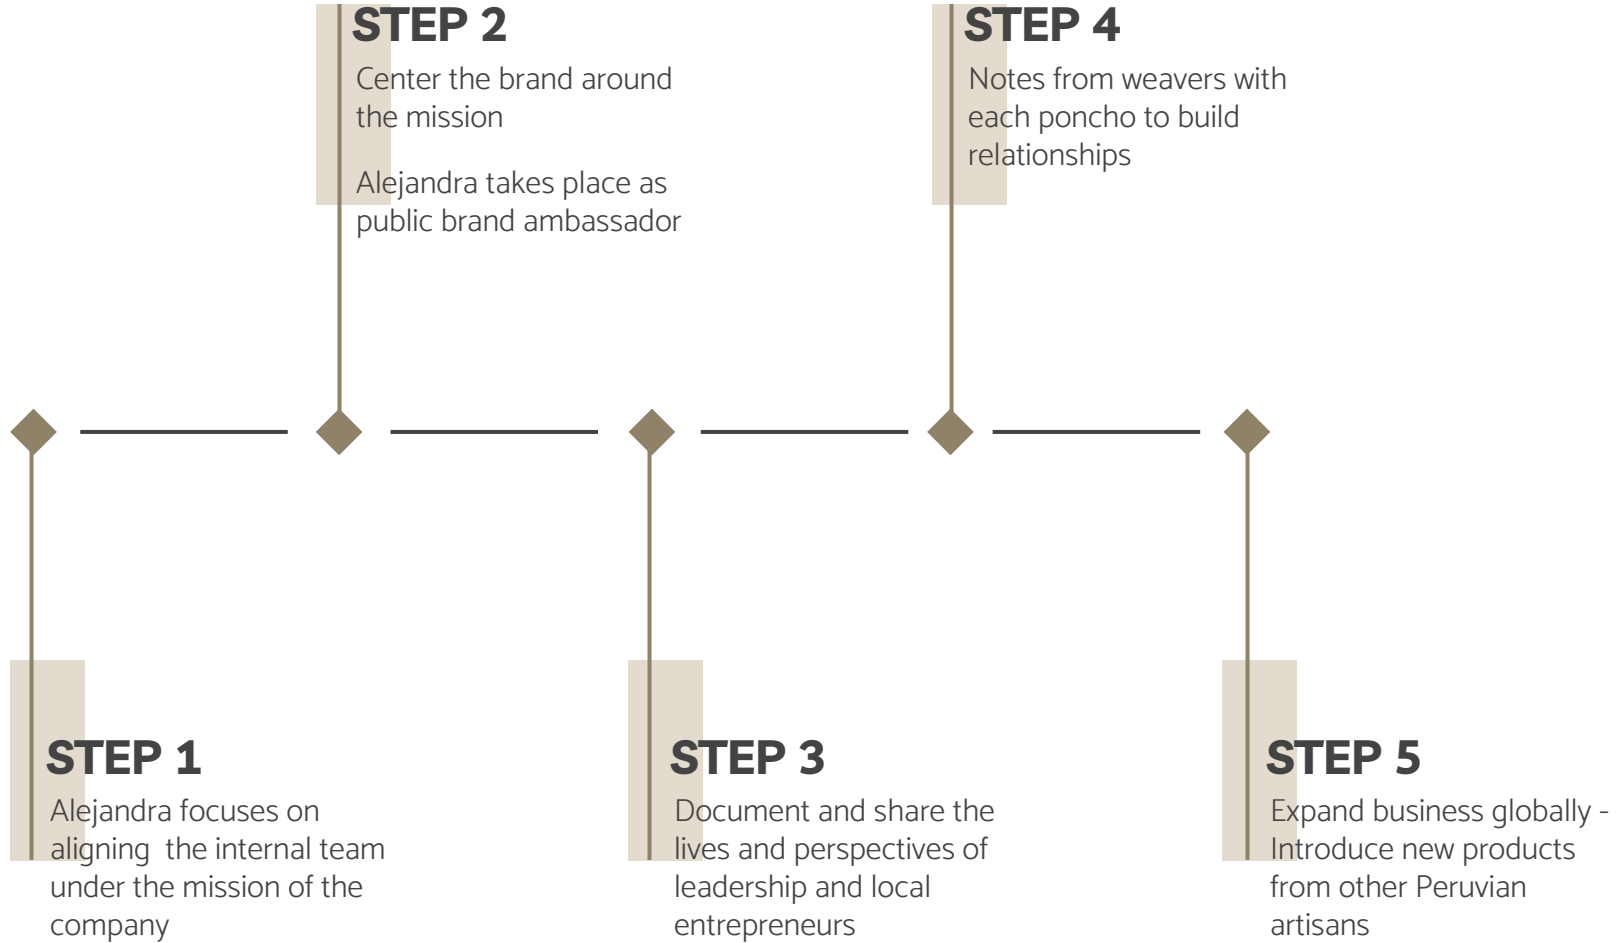 STEP 2
Center the brand around
the mission
Alejandra takes place as
public brand ambassador
STEP 4
Notes from weavers with
each poncho to build
relationships
STEP 1
Alejandra focuses on
aligning  the internal team
under the mission of the
company
STEP 3
Document and share the
lives and perspectives of
leadership and local
entrepreneurs
STEP 5
Expand business globally -
Introduce new products
from other Peruvian
artisans